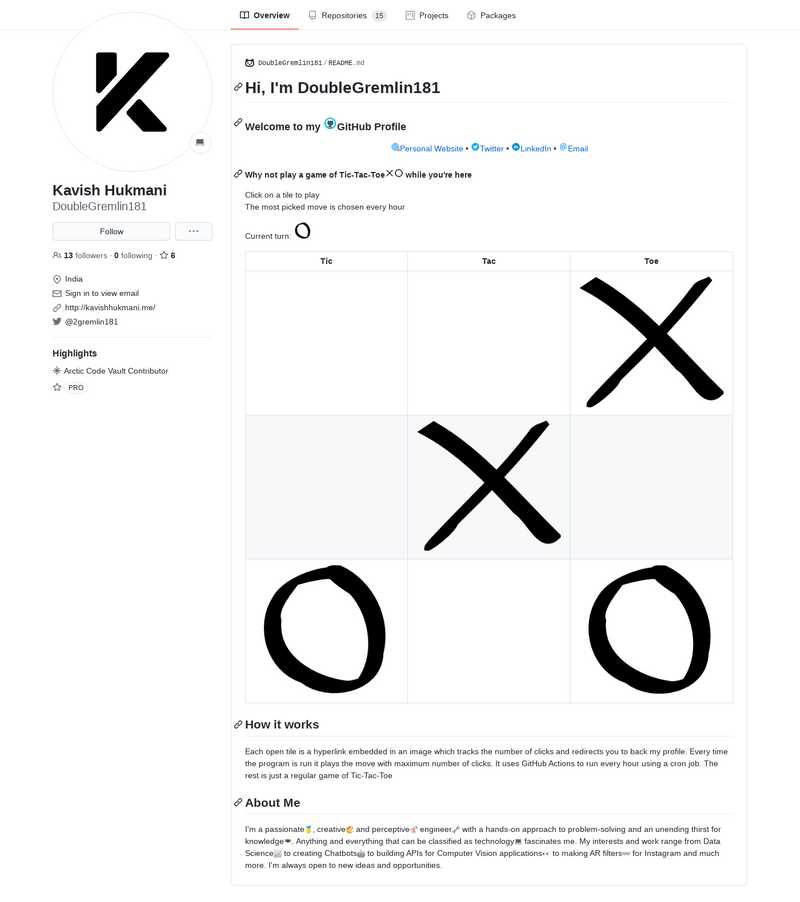 Overview
Repositories 15
Projects
Packages
Kavish Hukmani
DoubleGremlin181
Follow
...
13 followers · 0 following · 6
India
Sign in to view email
http://kavishhukmani.me/
@2gremlin181
Highlights
Arctic Code Vault Contributor
PRO
DoubleGremlin181 / README.md
Hi, I'm DoubleGremlin181
Welcome to my GitHub Profile
Personal Website • Twitter • LinkedIn • Email
Why not play a game of Tic-Tac-Toe while you're here
Click on a tile to play
The most picked move is chosen every hour
Current turn:
Tic Tac Toe
How it works
Each open tile is a hyperlink embedded in an image which tracks the number of clicks and redirects you to back my profile. Every time
the program is run it plays the move with maximum number of clicks. It uses GitHub Actions to run every hour using a cron job. The
rest is just a regular game of Tic-Tac-Toe
About Me
I'm a passionate, creative and perceptive engineer with a hands-on approach to problem-solving and an unending thirst for
knowledge. Anything and everything that can be classified as technology fascinates me. My interests and work range from Data
Science to creating Chatbots to building APIs for Computer Vision applications to making AR filters for Instagram and much
more. I'm always open to new ideas and opportunities.